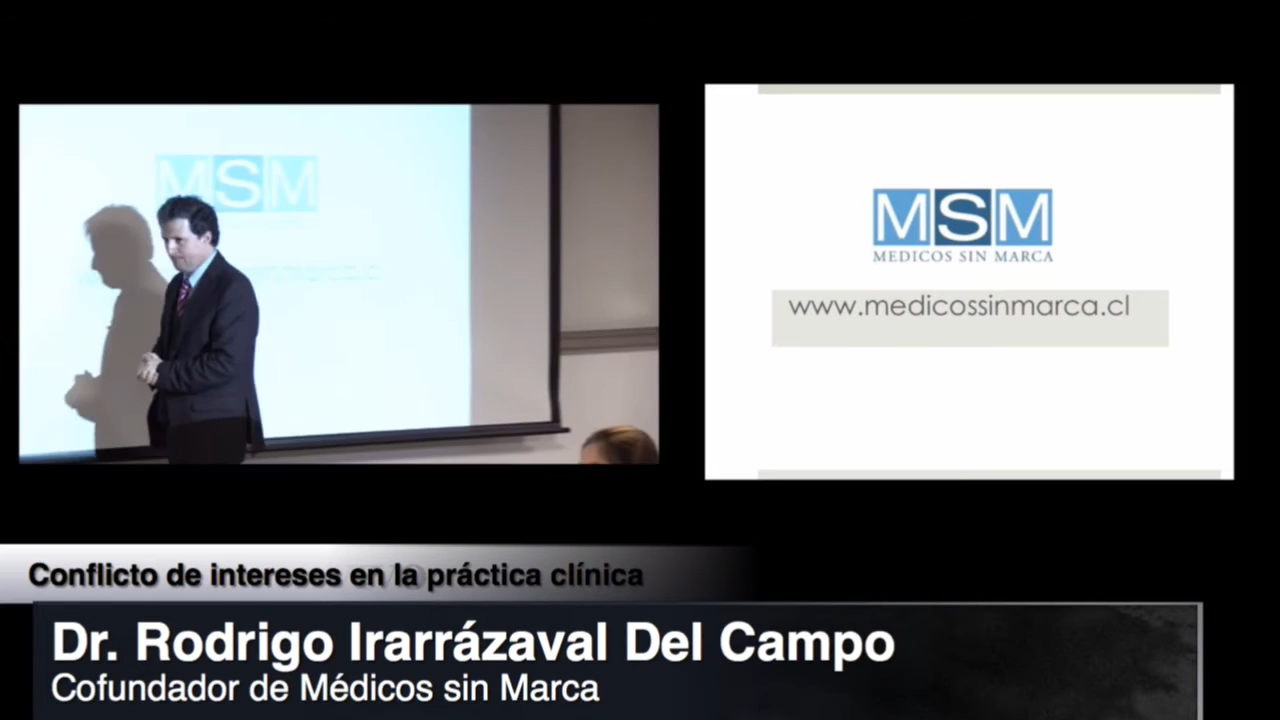 MSM
MSM
MEDICOS SIN MARCA
www.medicossinmarca.cl
Conflicto de intereses en la práctica clínica
Dr. Rodrigo Irarrázaval Del Campo
Cofundador de Médicos sin Marca